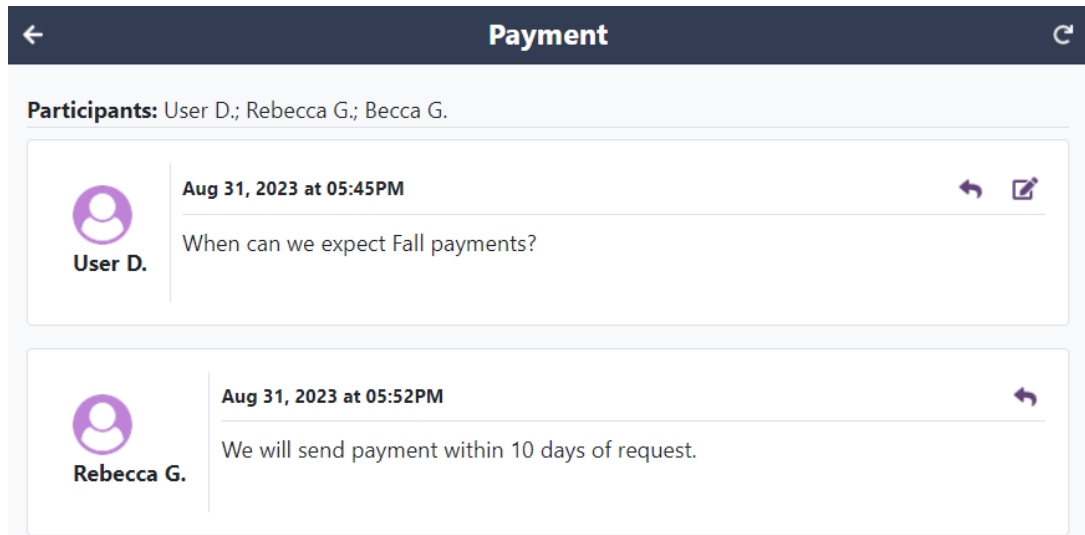 Payment
Participants: User D.; Rebecca G.; Becca G.
Aug 31, 2023 at 05:45PM
When can we expect Fall payments?
User D.
Aug 31, 2023 at 05:52PM
We will send payment within 10 days of request.
Rebecca G.